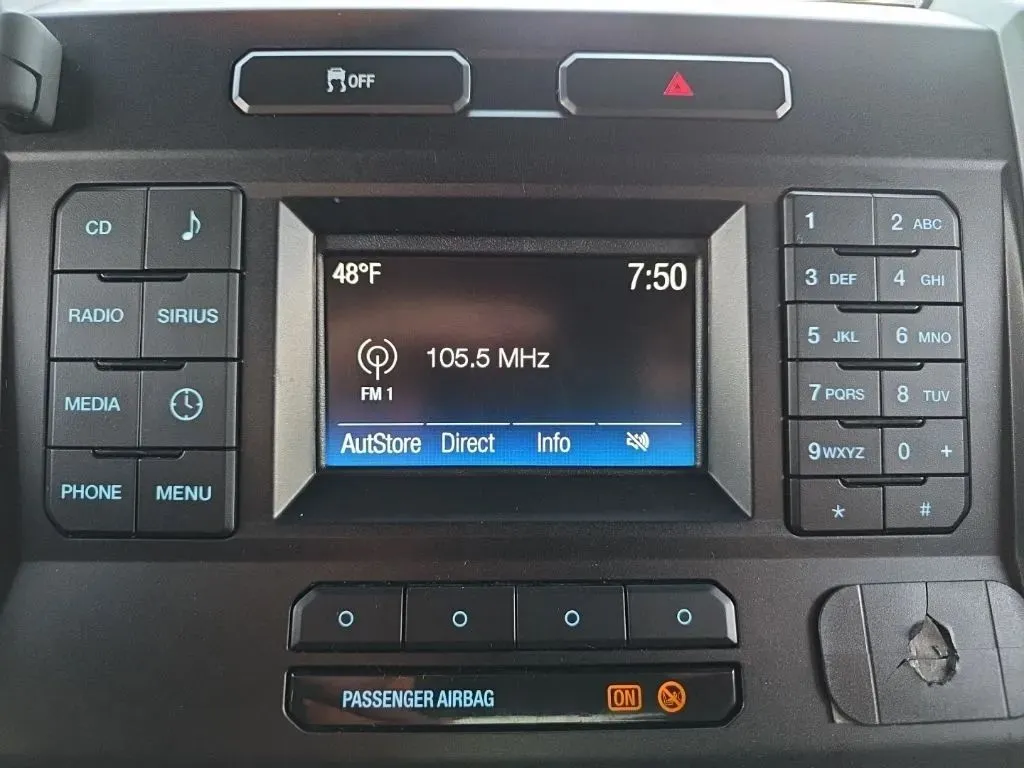 OFF
CD
RADIO SIRIUS
MEDIA
PHONE MENU
48°F 7:50
105.5 MHz
FM 1
AutStore Direct Info
1 2 ABC
3 DEF 4 GHI
5 JKL 6 MNO
7 PQRS 8 TUV
9 WXYZ 0 +
* #
PASSENGER AIRBAG ON